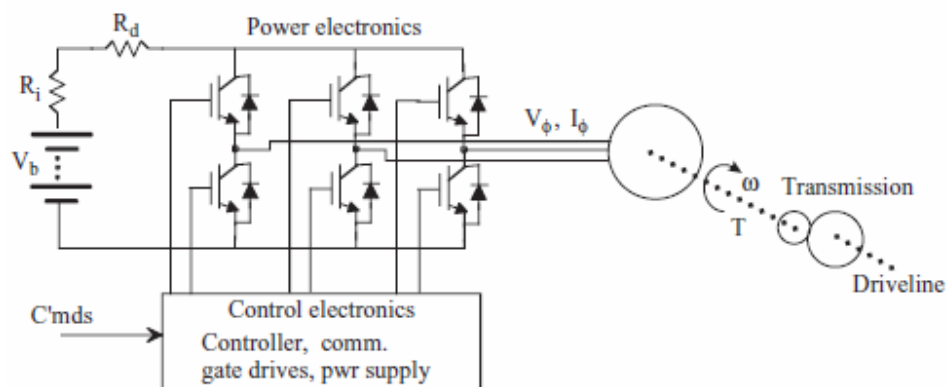 R_d
Power electronics
R_i
V_b
V_ϕ, I_ϕ
ω
Transmission
T
Driveline
C'mds
Control electronics
Controller, comm.
gate drives, pwr supply